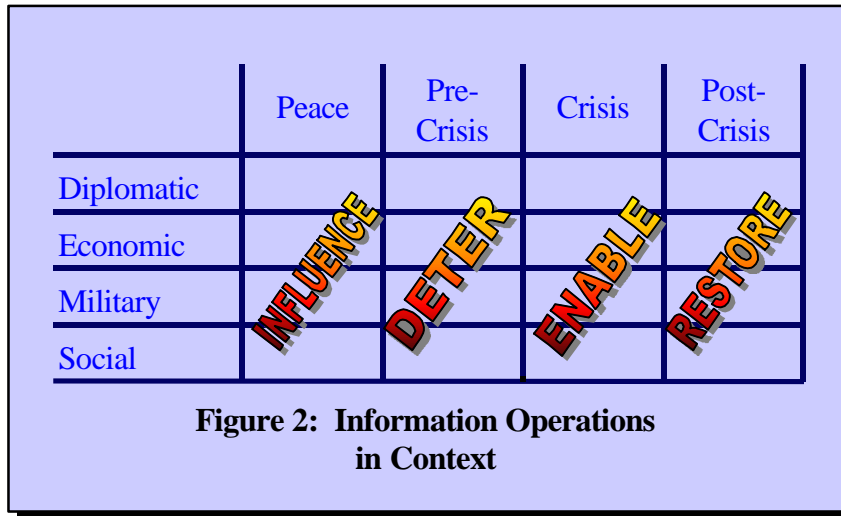 Peace
Pre-
Crisis
Crisis
Post-
Crisis
Diplomatic
Economic
Military
Social
INFLUENCE
DETER
ENABLE
RESTORE
Figure 2: Information Operations
in Context